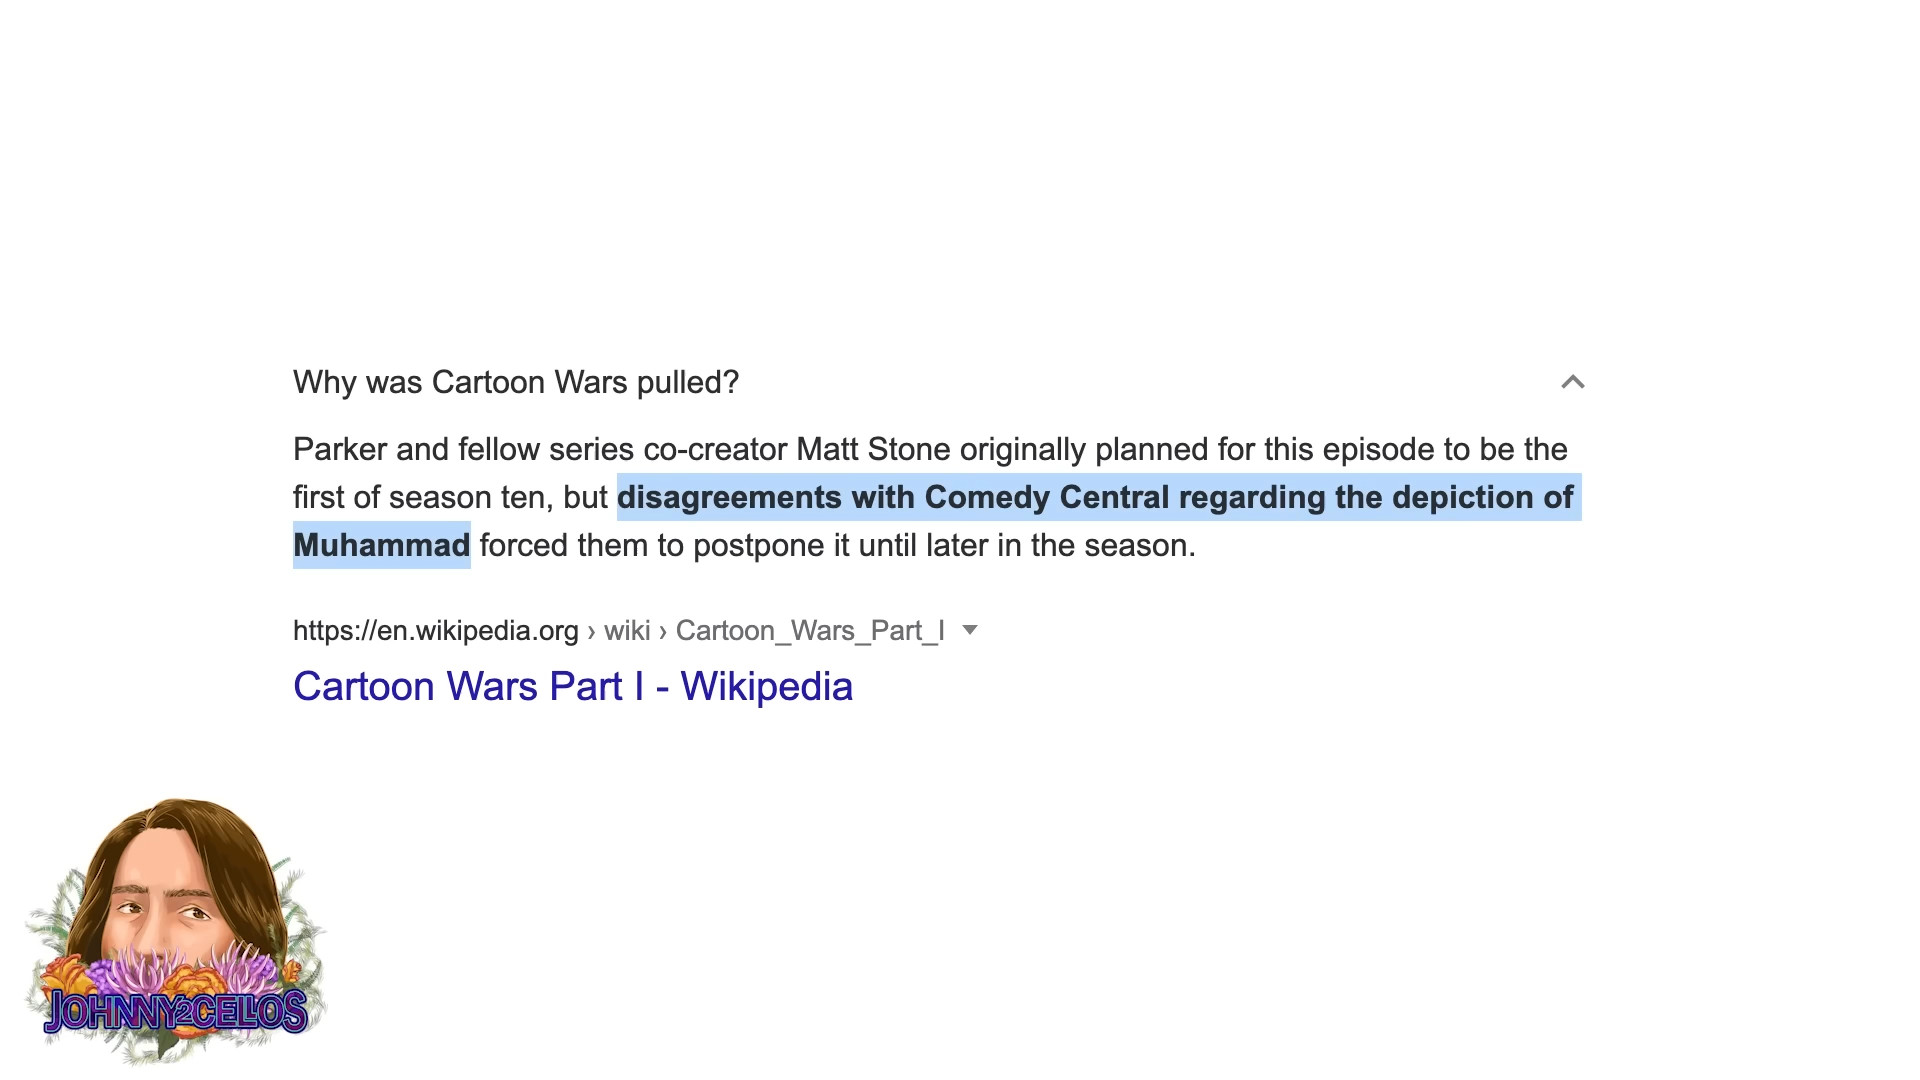 Why was Cartoon Wars pulled?
Parker and fellow series co-creator Matt Stone originally planned for this episode to be the
first of season ten, but disagreements with Comedy Central regarding the depiction of
Muhammad forced them to postpone it until later in the season.
https://en.wikipedia.org › wiki › Cartoon_Wars_Part_I
Cartoon Wars Part I - Wikipedia
JOHNNY2CELLOS